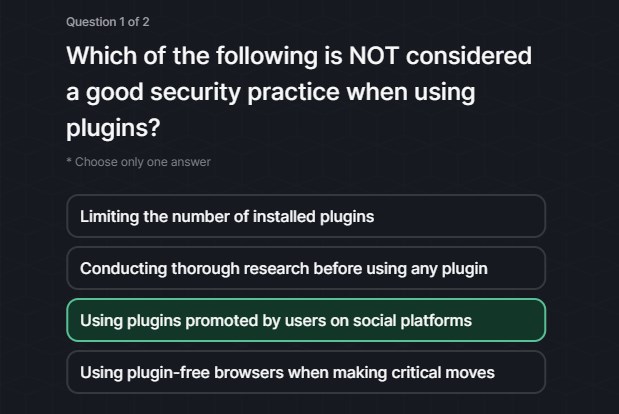 Question 1 of 2
Which of the following is NOT considered
a good security practice when using
plugins?
* Choose only one answer
Limiting the number of installed plugins
Conducting thorough research before using any plugin
Using plugins promoted by users on social platforms
Using plugin-free browsers when making critical moves